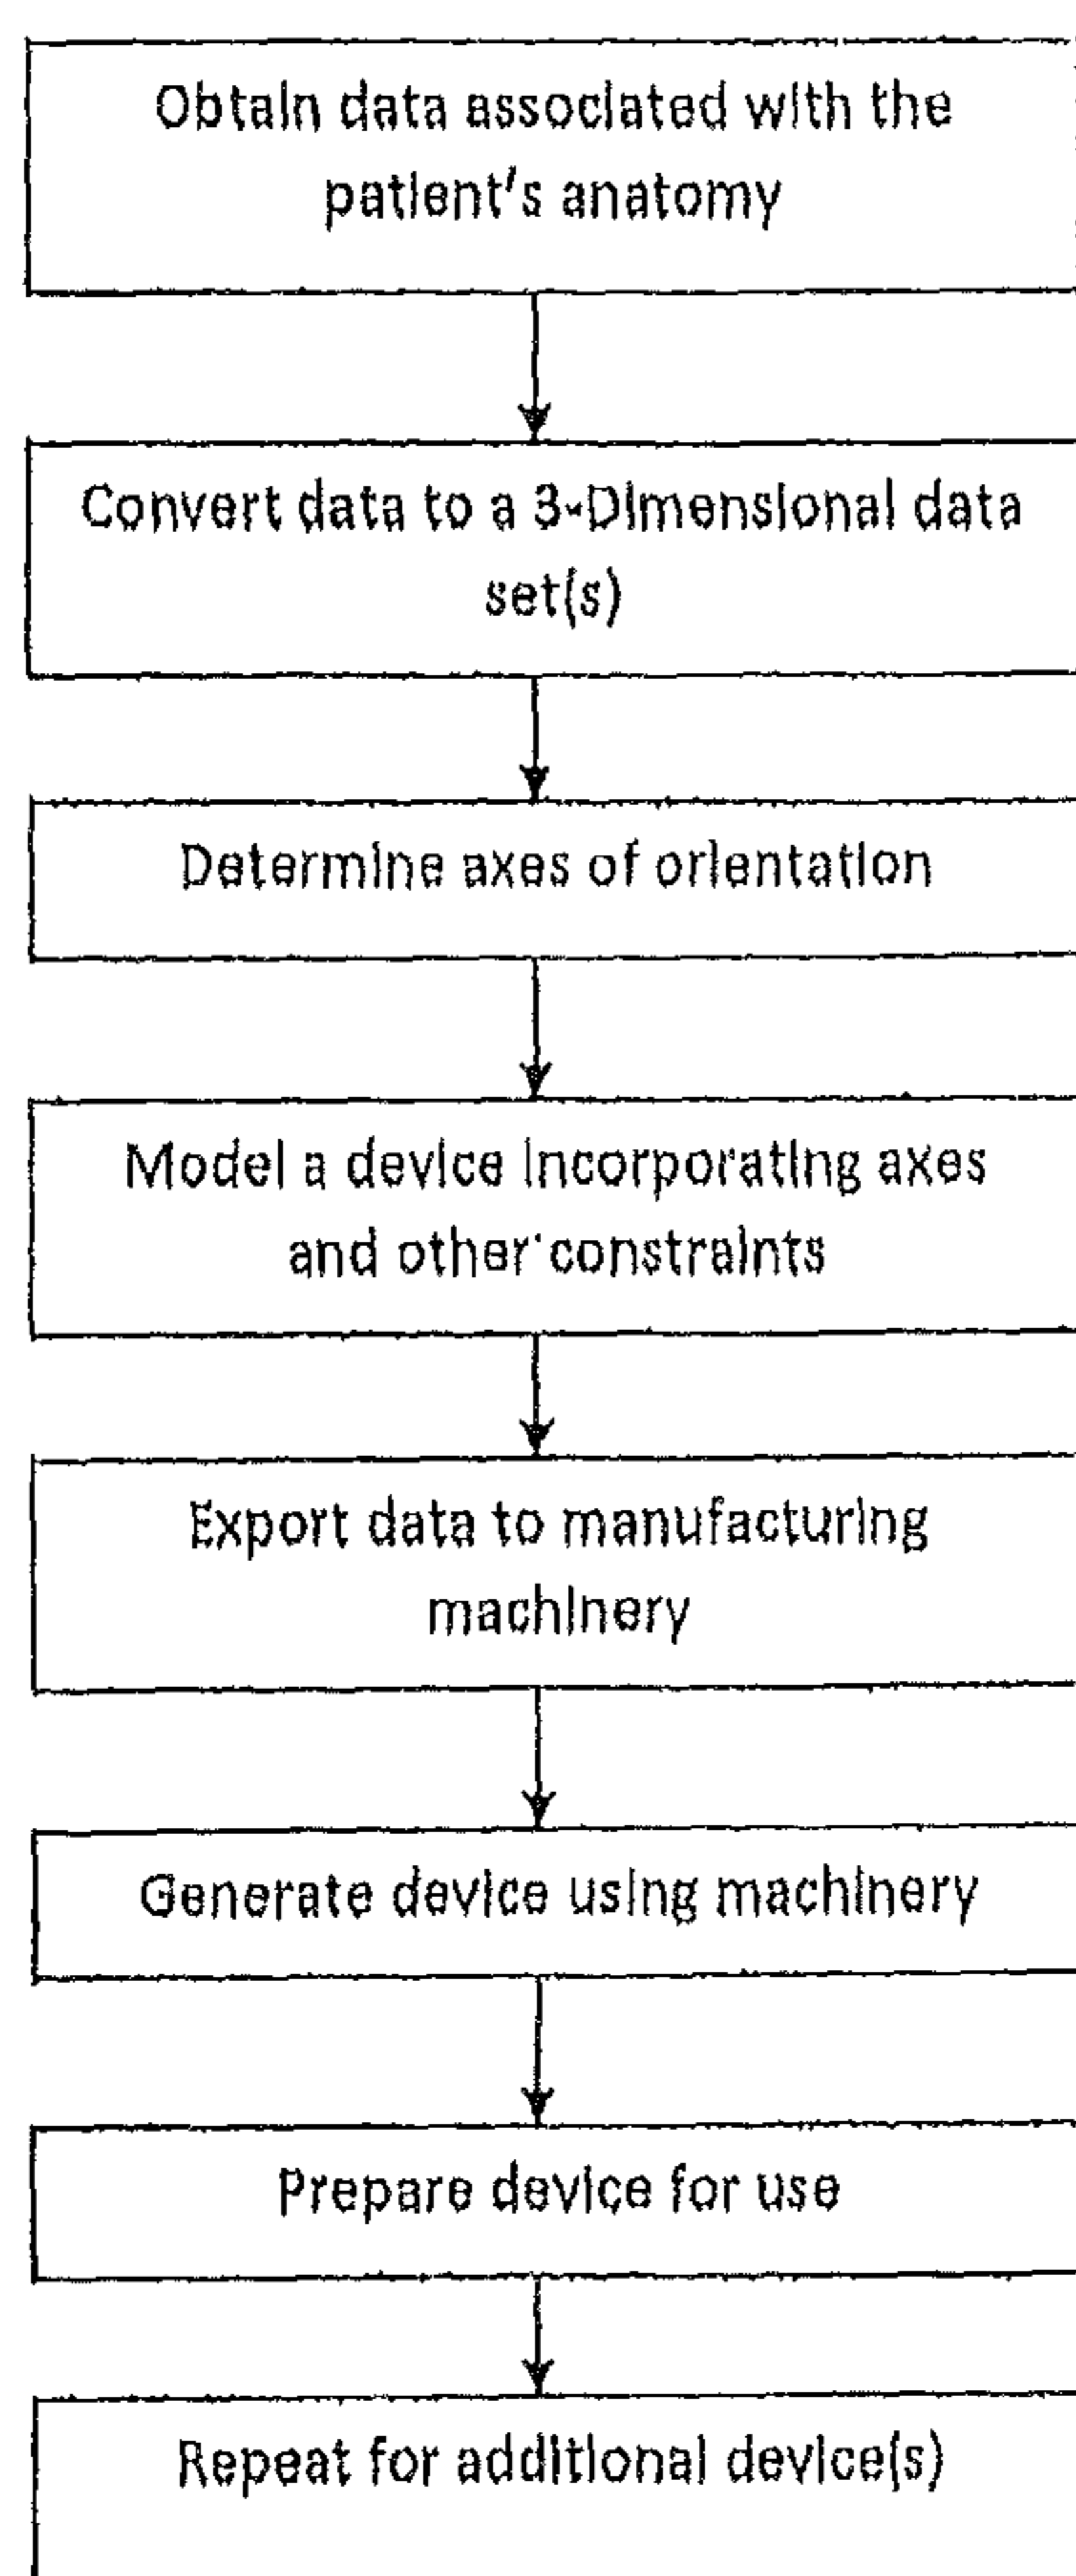 Obtain data associated with the
patient's anatomy
Convert data to a 3-Dimensional data
set(s)
Determine axes of orientation
Model a device incorporating axes
and other constraints
Export data to manufacturing
machinery
Generate device using machinery
Prepare device for use
Repeat for additional device(s)